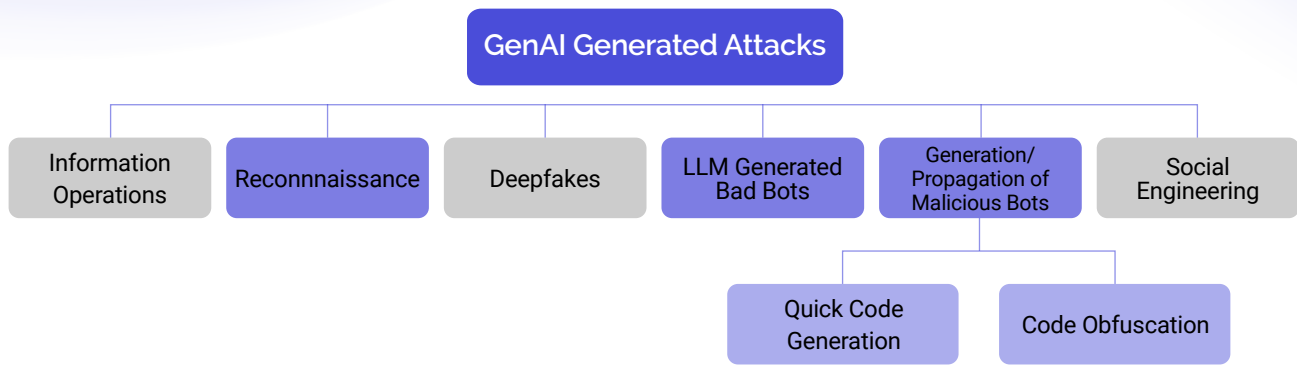 GenAI Generated Attacks
Information
Operations
Reconnnaissance
Deepfakes
LLM Generated
Bad Bots
Generation/
Propagation of
Malicious Bots
Social
Engineering
Quick Code
Generation
Code Obfuscation